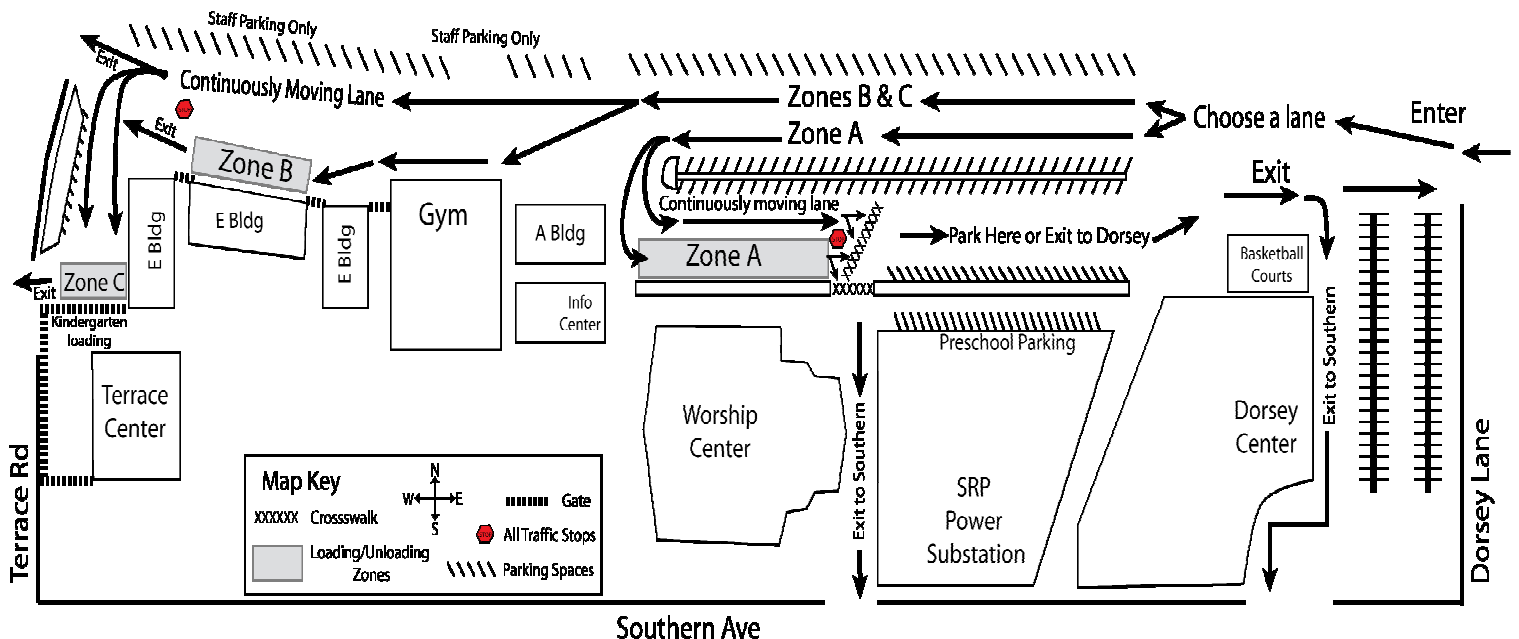 Staff Parking Only
Staff Parking Only
Exit
Continuously Moving Lane
Zones B & C
Choose a lane
Enter
Zone A
Exit
Zone B
Exit
Continuously moving lane
E Bldg
E Bldg
E Bldg
Gym
A Bldg
Zone A
Park Here or Exit to Dorsey
Basketball
Courts
Zone C
Exit
Kindergarten
loading
Info
Center
Preschool Parking
Terrace
Center
Worship
Center
Exit to Southern
SRP
Power
Substation
Dorsey
Center
Exit to Southern
Terrace Rd
Dorsey Lane
Map Key
N
W
E
S
Gate
XXXXXX Crossswalk
All Traffic Stops
Loading/Unloading
Zones
Parking Spaces
Southern Ave